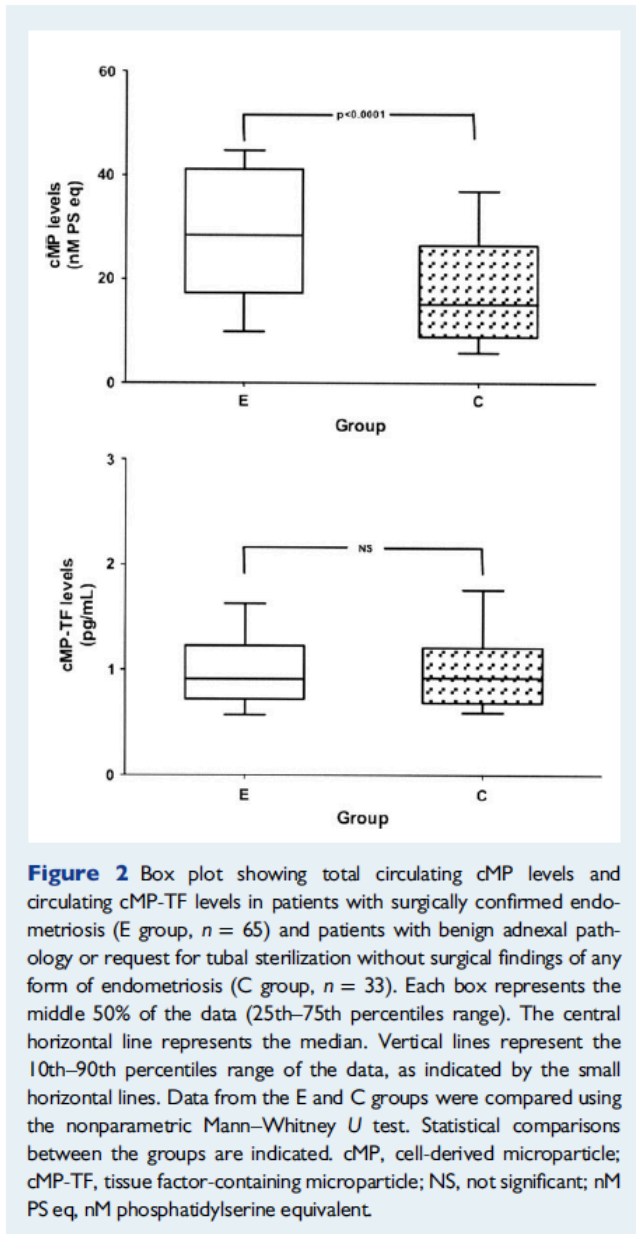 60
p<0.0001
40
cMP levels
(nM PS eq)
20
0
E
C
Group
3
NS
2
cMP-TF levels
(pg/mL)
1
0
E
C
Group
Figure 2 Box plot showing total circulating cMP levels and
circulating cMP-TF levels in patients with surgically confirmed endo-
metriosis (E group, n = 65) and patients with benign adnexal path-
ology or request for tubal sterilization without surgical findings of any
form of endometriosis (C group, n = 33). Each box represents the
middle 50% of the data (25th–75th percentiles range). The central
horizontal line represents the median. Vertical lines represent the
10th–90th percentiles range of the data, as indicated by the small
horizontal lines. Data from the E and C groups were compared using
the nonparametric Mann–Whitney U test. Statistical comparisons
between the groups are indicated. cMP, cell-derived microparticle;
cMP-TF, tissue factor-containing microparticle; NS, not significant; nM
PS eq, nM phosphatidylserine equivalent.